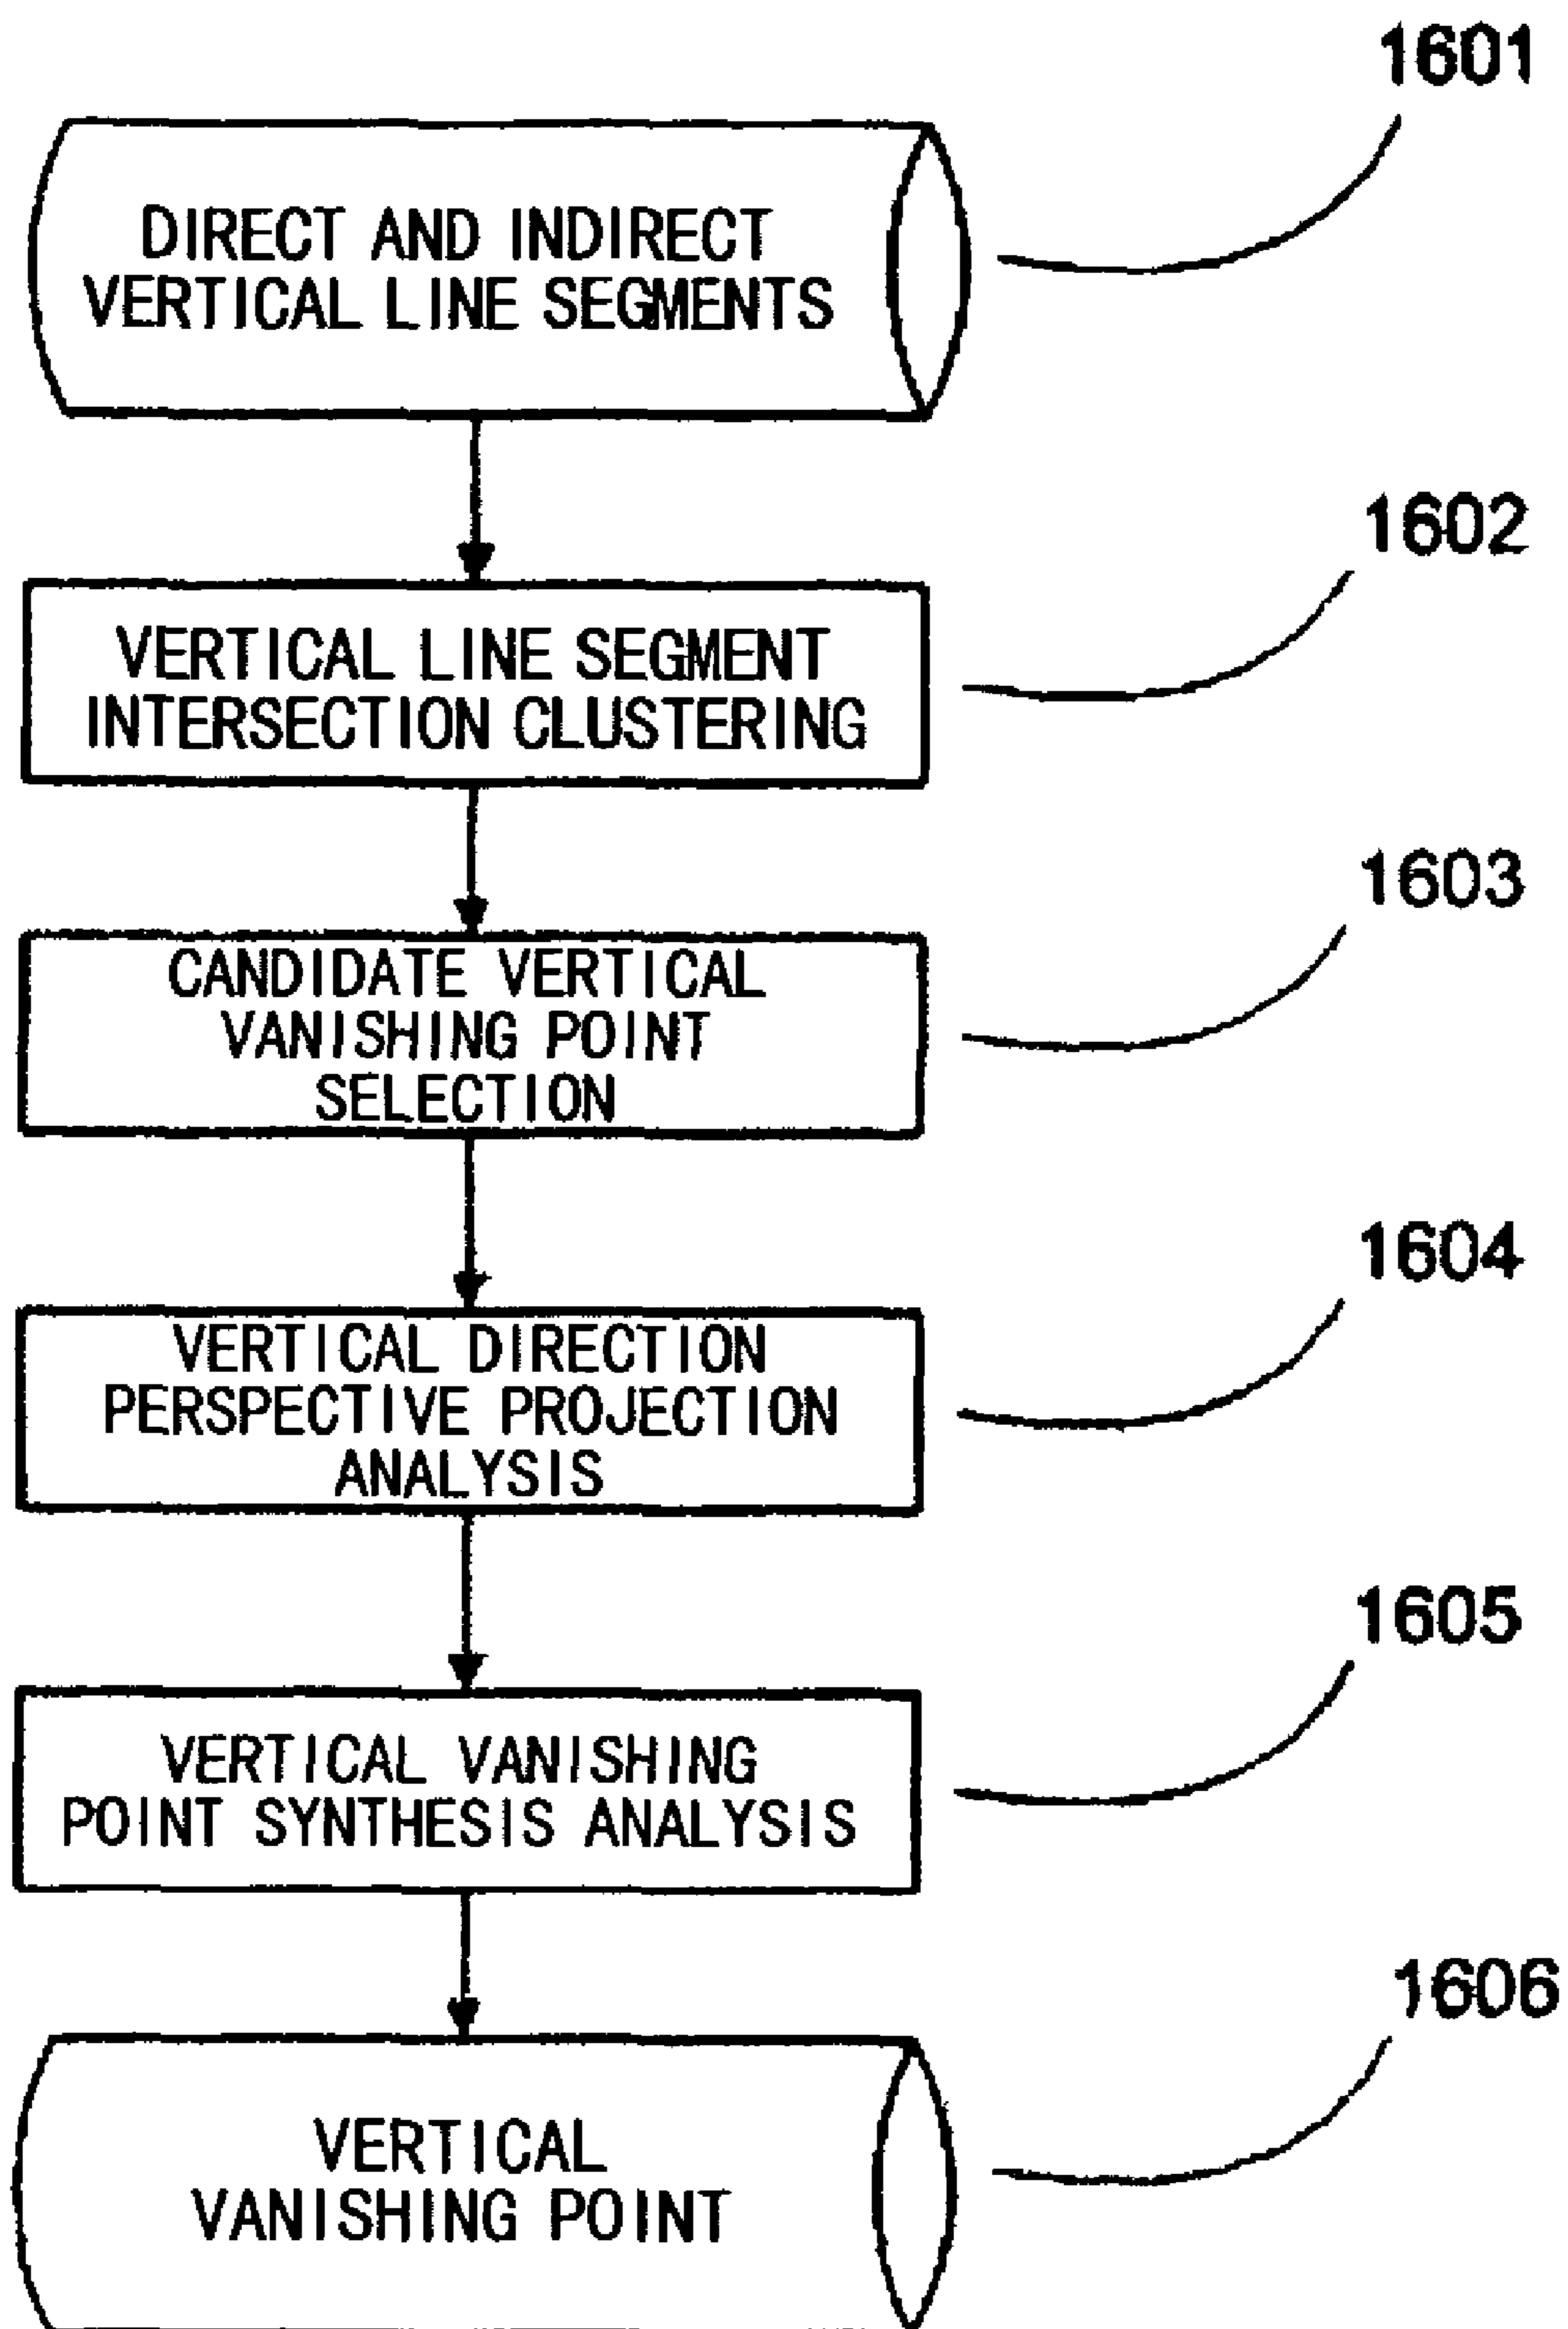 1601
DIRECT AND INDIRECT
VERTICAL LINE SEGMENTS
1602
VERTICAL LINE SEGMENT
INTERSECTION CLUSTERING
1603
CANDIDATE VERTICAL
VANISHING POINT
SELECTION
1604
VERTICAL DIRECTION
PERSPECTIVE PROJECTION
ANALYSIS
1605
VERTICAL VANISHING
POINT SYNTHESIS ANALYSIS
1606
VERTICAL
VANISHING POINT